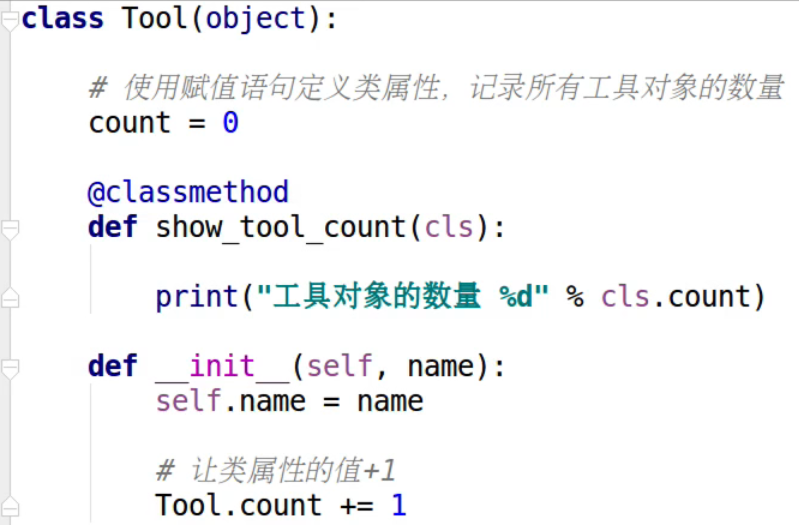 class Tool(object):
# 使用赋值语句定义类属性，记录所有工具对象的数量
count = 0
@classmethod
def show_tool_count(cls):
print("工具对象的数量 %d" % cls.count)
def __init__(self, name):
self.name = name
# 让类属性的值+1
Tool.count += 1